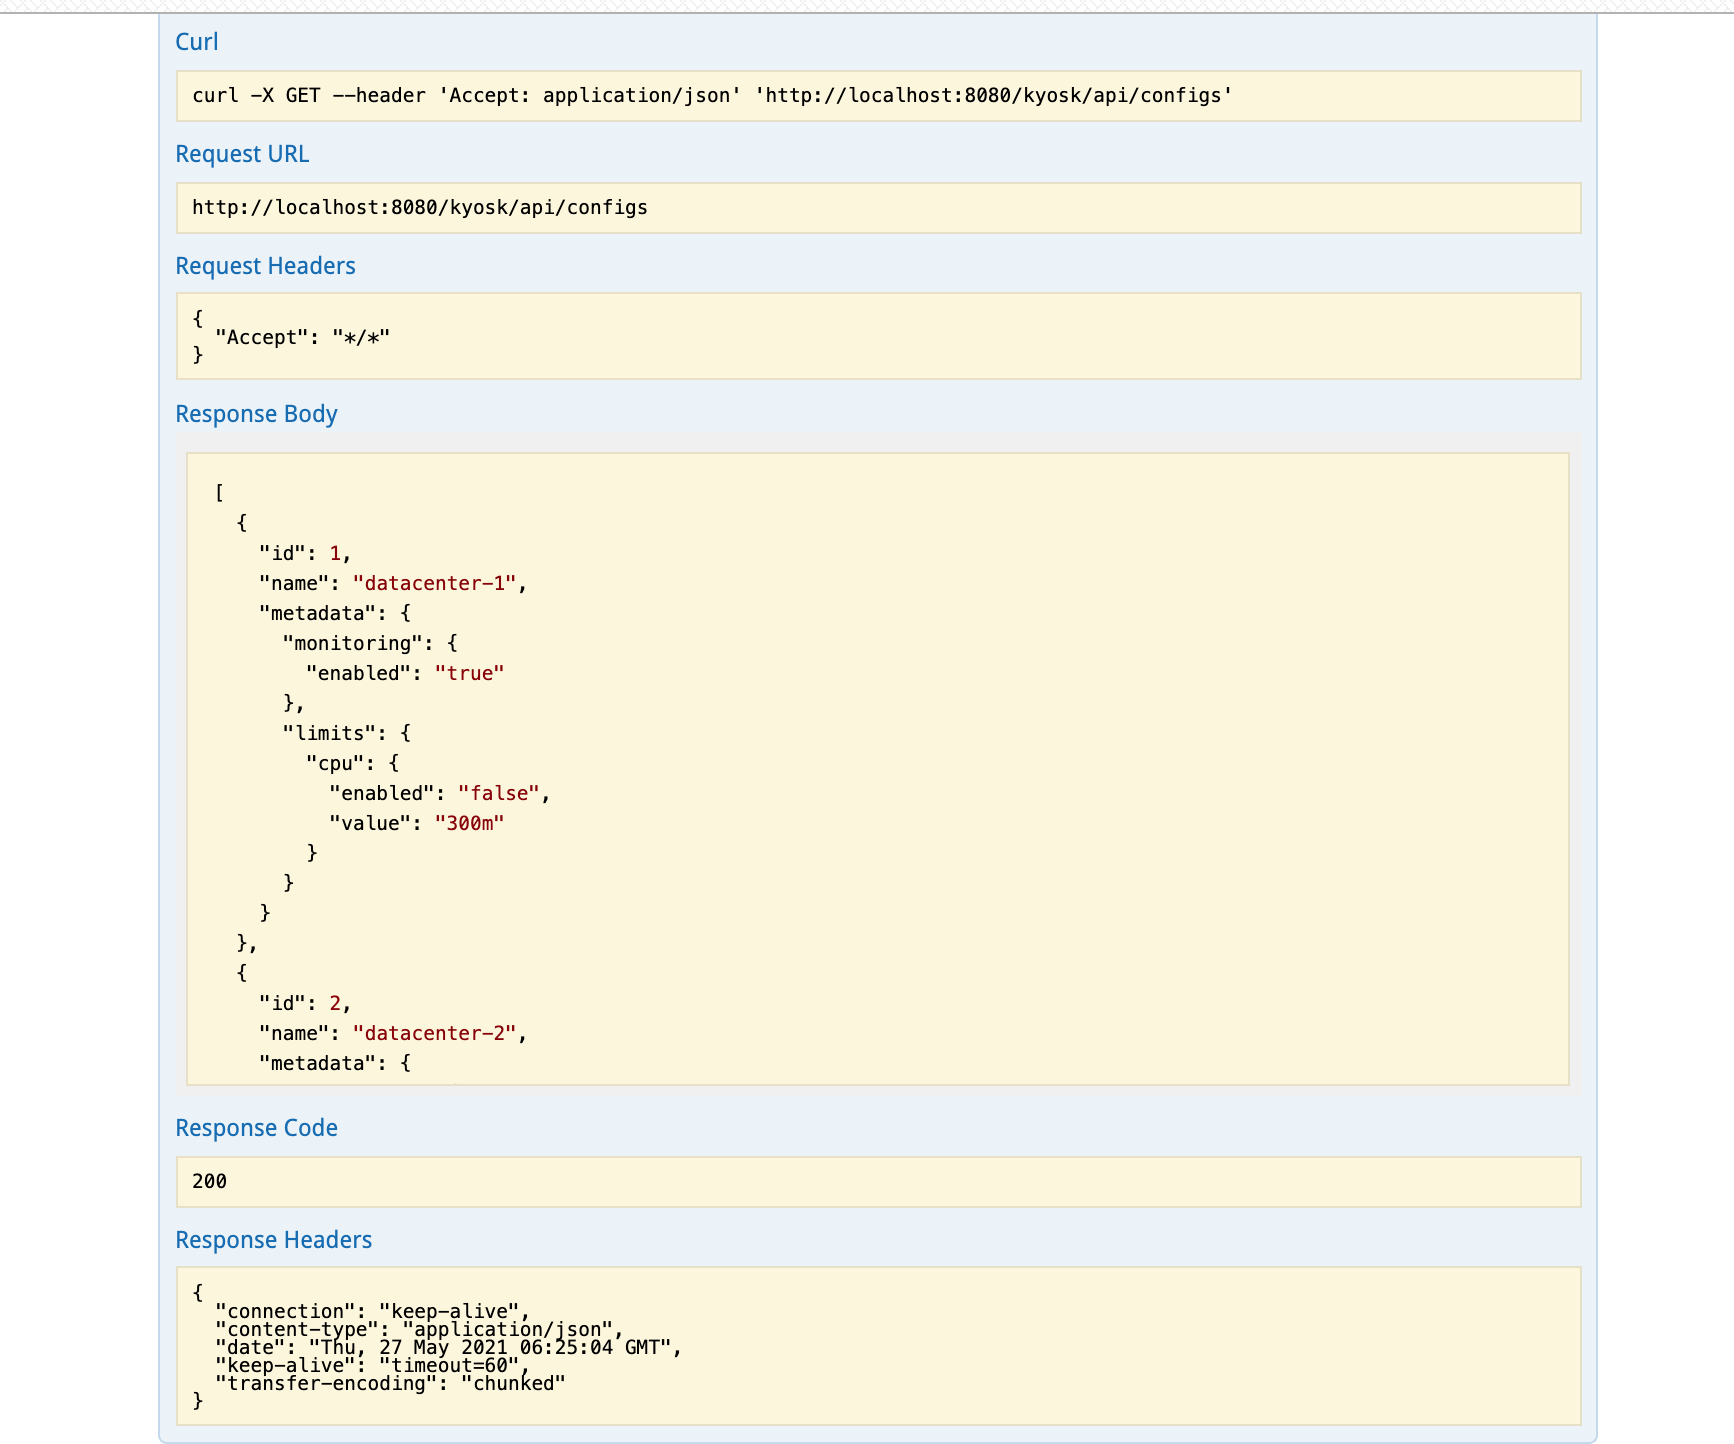 Curl
curl -X GET --header 'Accept: application/json' 'http://localhost:8080/kyosk/api/configs'
Request URL
http://localhost:8080/kyosk/api/configs
Request Headers
{
  "Accept": "*/*"
}
Response Body
[
  {
    "id": 1,
    "name": "datacenter-1",
    "metadata": {
      "monitoring": {
        "enabled": "true"
      },
      "limits": {
        "cpu": {
          "enabled": "false",
          "value": "300m"
        }
      }
    }
  },
  {
    "id": 2,
    "name": "datacenter-2",
    "metadata": {
Response Code
200
Response Headers
{
  "connection": "keep-alive",
  "content-type": "application/json",
  "date": "Thu, 27 May 2021 06:25:04 GMT",
  "keep-alive": "timeout=60",
  "transfer-encoding": "chunked"
}